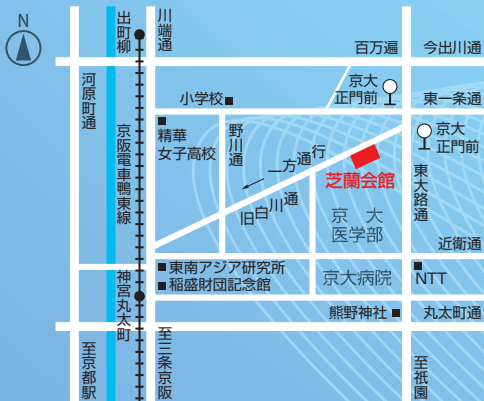 N
出町柳
川端通
百万遍
今出川通
河原町通
小学校
京大
正門前
東一条通
精華
女子高校
野川通
一方通行
京大
正門前
芝蘭会館
京阪電車鴨東線
旧白川通
京 大
医学部
東大路通
近衛通
東南アジア研究所
稲盛財団記念館
京大病院
NTT
神宮丸太町
熊野神社
丸太町通
至京都駅
至三条京阪
至祇園